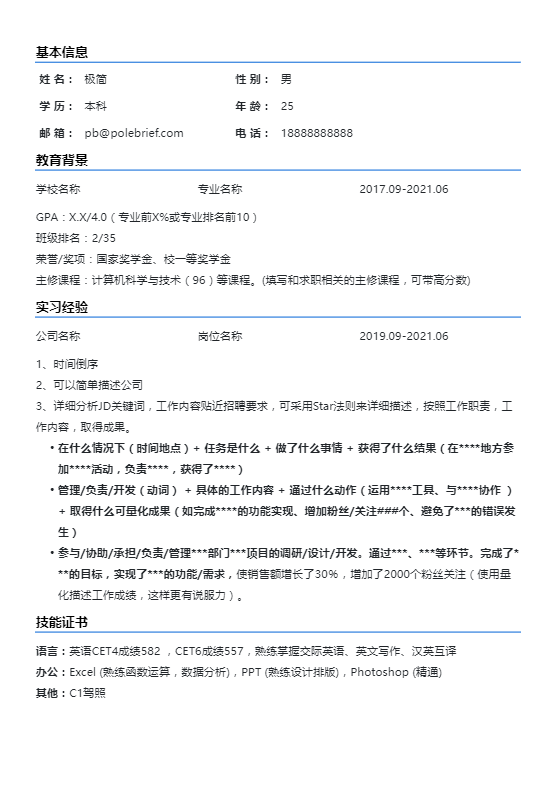 基本信息
姓 名： 极简 性 别： 男
学 历： 本科 年 龄： 25
邮 箱： pb@polebrief.com 电 话： 18888888888
教育背景
学校名称 专业名称 2017.09-2021.06
GPA：X.X/4.0（专业前X%或专业排名前10）
班级排名：2/35
荣誉/奖项：国家奖学金、校一等奖学金
主修课程：计算机科学与技术（96）等课程。(填写和求职相关的主修课程，可带高分数)
实习经验
公司名称 岗位名称 2019.09-2021.06
1、时间倒序
2、可以简单描述公司
3、详细分析JD关键词，工作内容贴近招聘要求，可采用Star法则来详细描述，按照工作职责，工
作内容，取得成果。
• 在什么情况下（时间地点）+ 任务是什么 + 做了什么事情 + 获得了什么结果（在****地方参
加****活动，负责****，获得了****）
• 管理/负责/开发（动词） + 具体的工作内容 + 通过什么动作（运用****工具、与****协作 ）
+ 取得什么可量化成果（如完成****的功能实现、增加粉丝/关注###个、避免了***的错误发
生）
• 参与/协助/承担/负责/管理***部门***项目的调研/设计/开发。通过***、***等环节。完成了*
**的目标，实现了***的功能/需求，使销售额增长了30%，增加了2000个粉丝关注（使用量
化描述工作成绩，这样更有说服力）。
技能证书
语言：英语CET4成绩582 ，CET6成绩557，熟练掌握交际英语、英文写作、汉英互译
办公：Excel (熟练函数运算，数据分析)，PPT (熟练设计排版)，Photoshop (精通)
其他：C1驾照